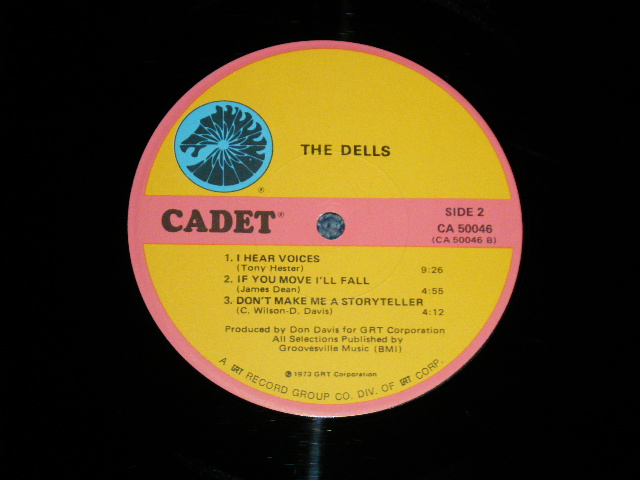 THE DELLS
®
CADET®
SIDE 2
CA 50046
(CA 50046 B)
1. I HEAR VOICES
(Tony Hester) 9:26
2. IF YOU MOVE I'LL FALL
(James Dean) 4:55
3. DON'T MAKE ME A STORYTELLER
(C. Wilson-D. Davis) 4:12
Produced by Don Davis for GRT Corporation
All Selections Published by
Groovesville Music (BMI)
℗ 1973 GRT Corporation
A GRT RECORD GROUP CO. DIV. OF GRT CORP.